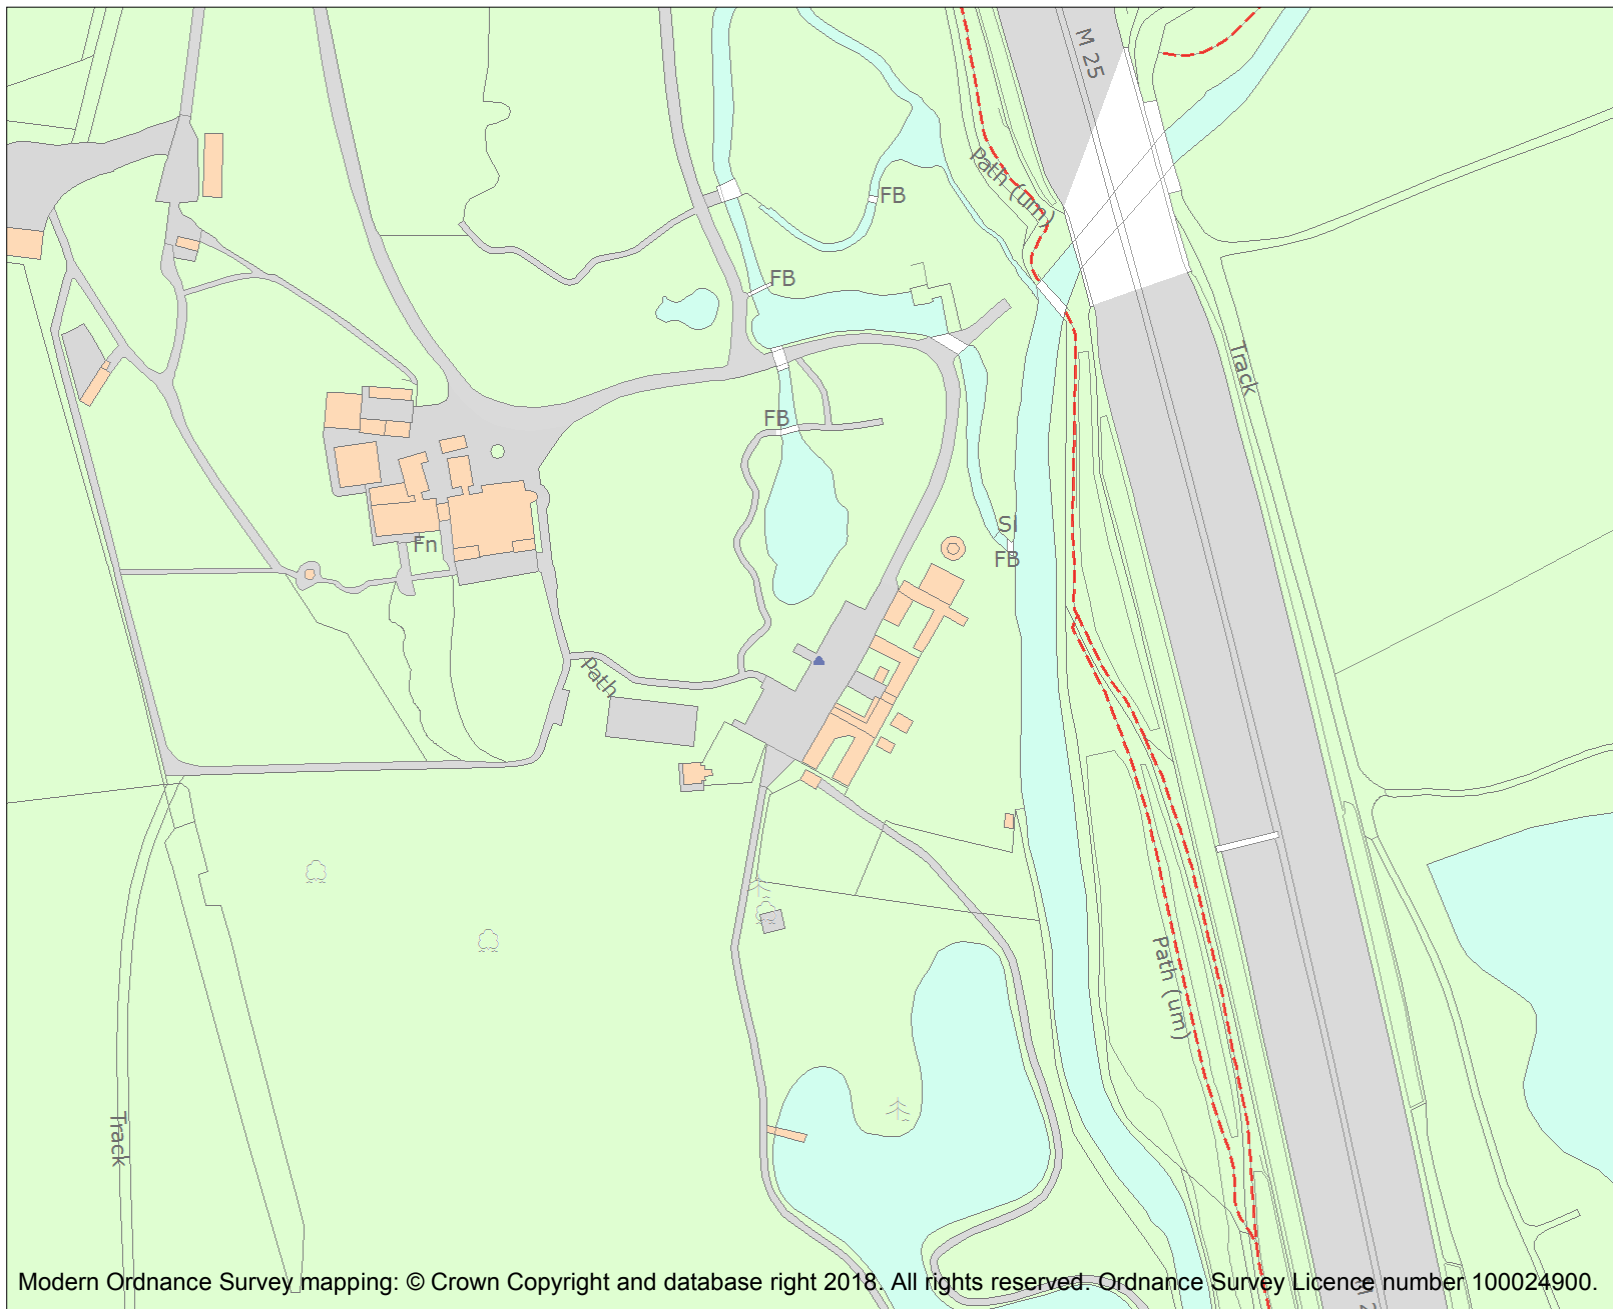 M 25
Path (um)
FB
FB
Track
FB
Sl
FB
Fn
Path
Path (um)
Track
M 2
Modern Ordnance Survey mapping: © Crown Copyright and database right 2018. All rights reserved. Ordnance Survey Licence number 100024900.